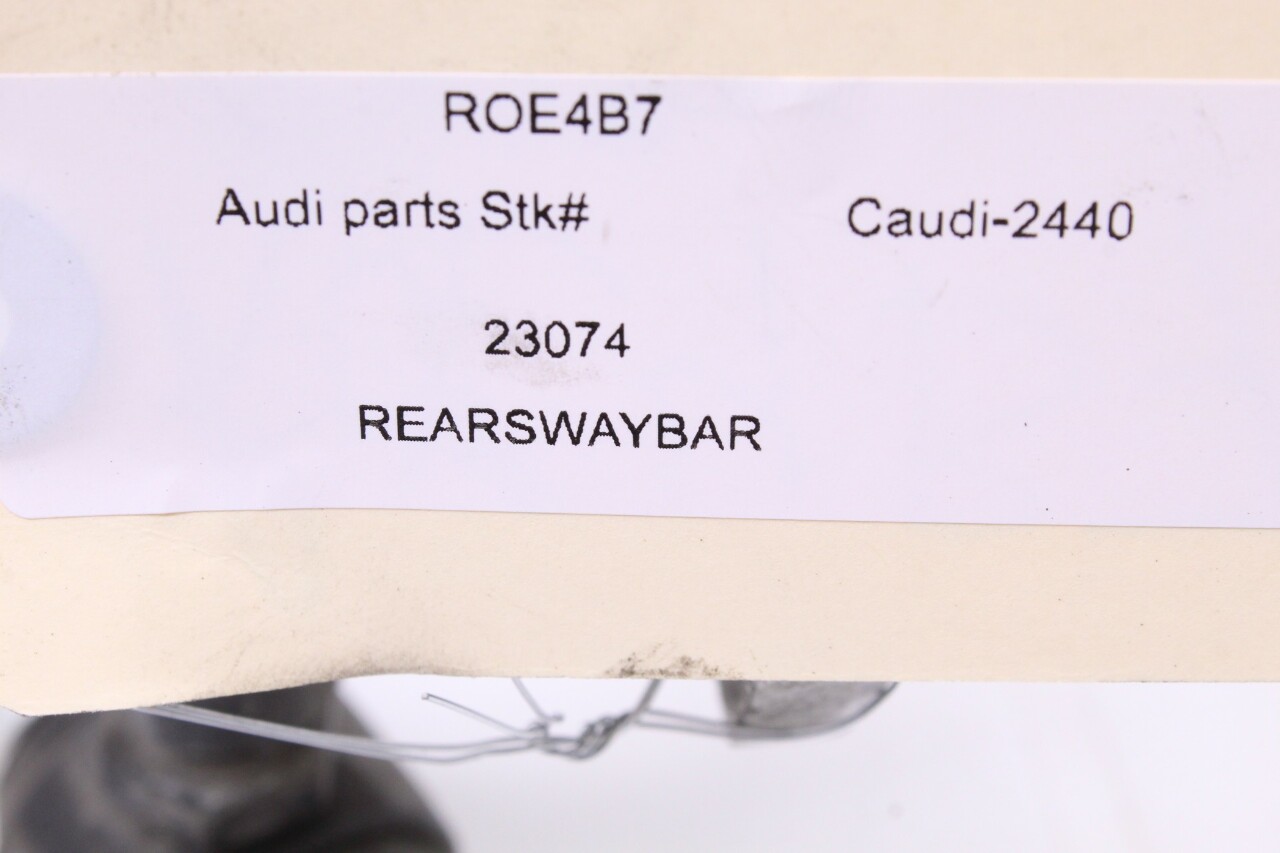 ROE4B7
Audi parts Stk# Caudi-2440
23074
REARSWAYBAR